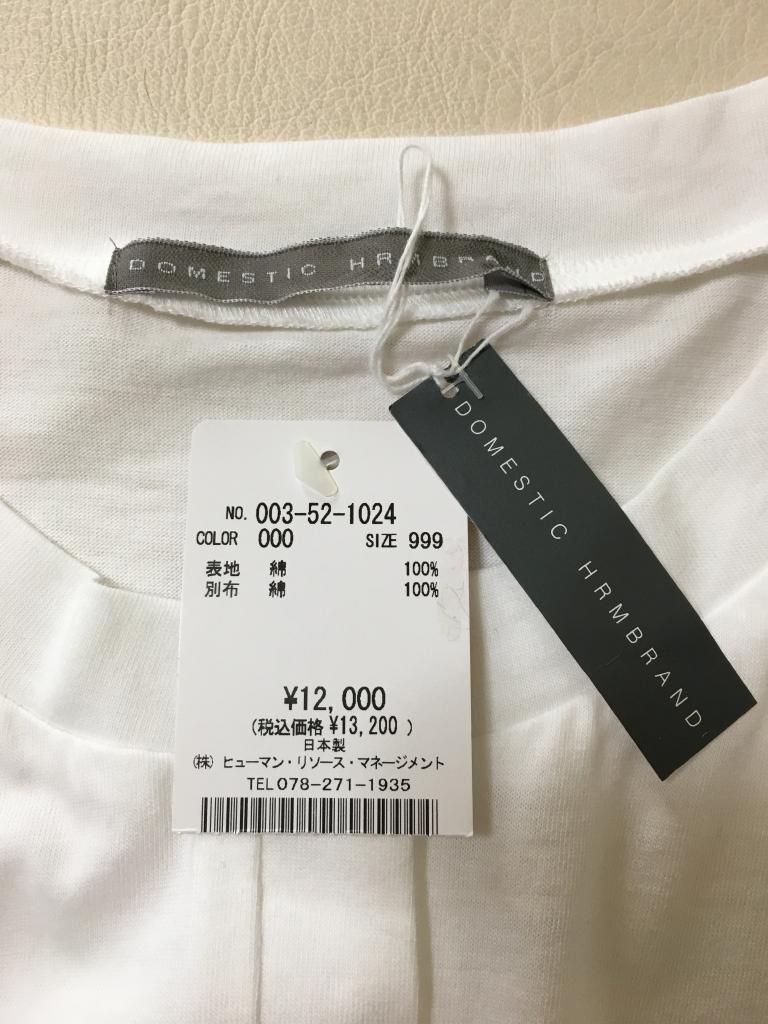 DOMESTIC HRMBRAND
DOMESTIC HRMBRAND
NO. 003-52-1024
COLOR 000 SIZE 999
表地 綿 100%
別布 綿 100%
¥12,000
(税込価格 ¥13,200 )
日本製
(株) ヒューマン・リソース・マネージメント
TEL 078-271-1935